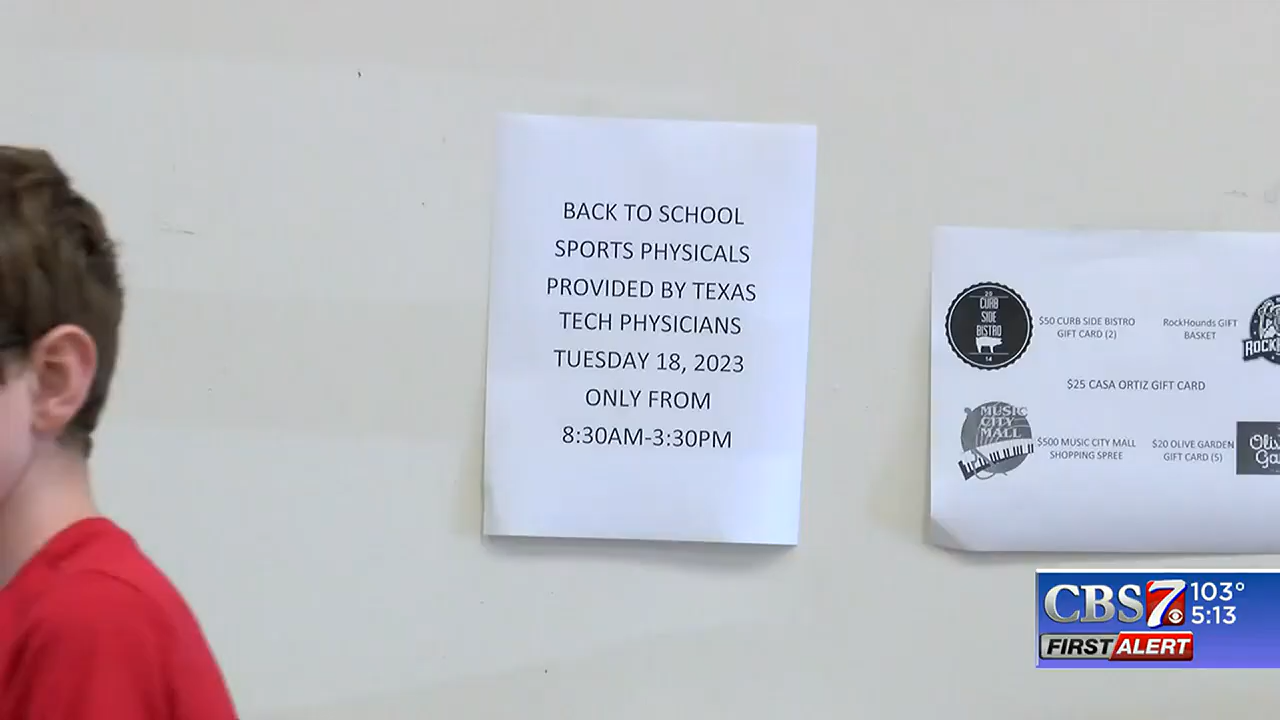 BACK TO SCHOOL
SPORTS PHYSICALS
PROVIDED BY TEXAS
TECH PHYSICIANS
TUESDAY 18, 2023
ONLY FROM
8:30AM-3:30PM
CURB
SIDE
BISTRO
14
$50 CURB SIDE BISTRO
GIFT CARD (2)
RockHounds GIFT
BASKET
$25 CASA ORTIZ GIFT CARD
MUSIC
CITY
MALL
$500 MUSIC CITY MALL
SHOPPING SPREE
$20 OLIVE GARDEN
GIFT CARD (5)
CBS 7
103°
5:13
FIRST ALERT